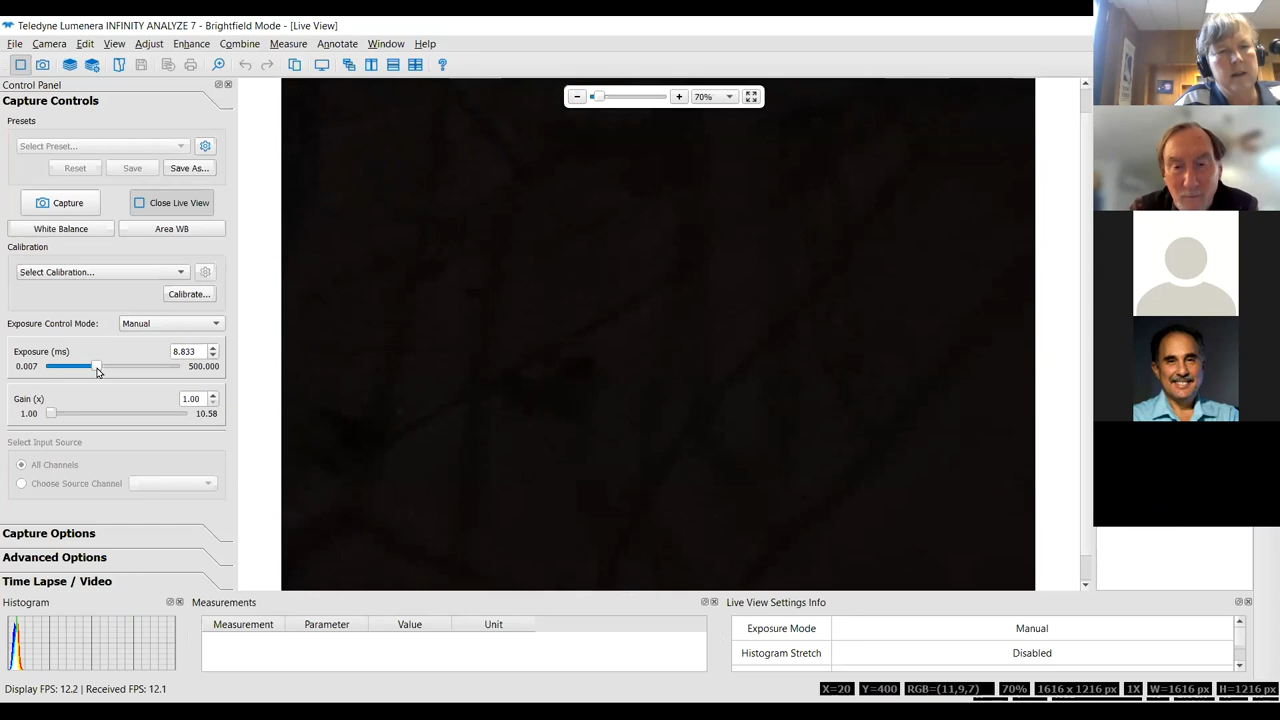 Teledyne Lumenera INFINITY ANALYZE 7 - Brightfield Mode - [Live View]
File Camera Edit View Adjust Enhance Combine Measure Annotate Window Help
Control Panel
Capture Controls
70%
Presets
Select Preset...
Reset Save Save As...
Capture Close Live View
White Balance Area WB
Calibration
Select Calibration...
Calibrate...
Exposure Control Mode: Manual
Exposure (ms) 8.833
0.007 500.000
Gain (x) 1.00
1.00 10.58
Select Input Source
All Channels
Choose Source Channel
Capture Options
Advanced Options
Time Lapse / Video
Histogram Measurements Live View Settings Info
Measurement Parameter Value Unit
Exposure Mode Manual
Histogram Stretch Disabled
Display FPS: 12.2 | Received FPS: 12.1 X=20 Y=400 RGB=(11,9,7) 70% 1616 x 1216 px 1X W=1616 px H=1216 px